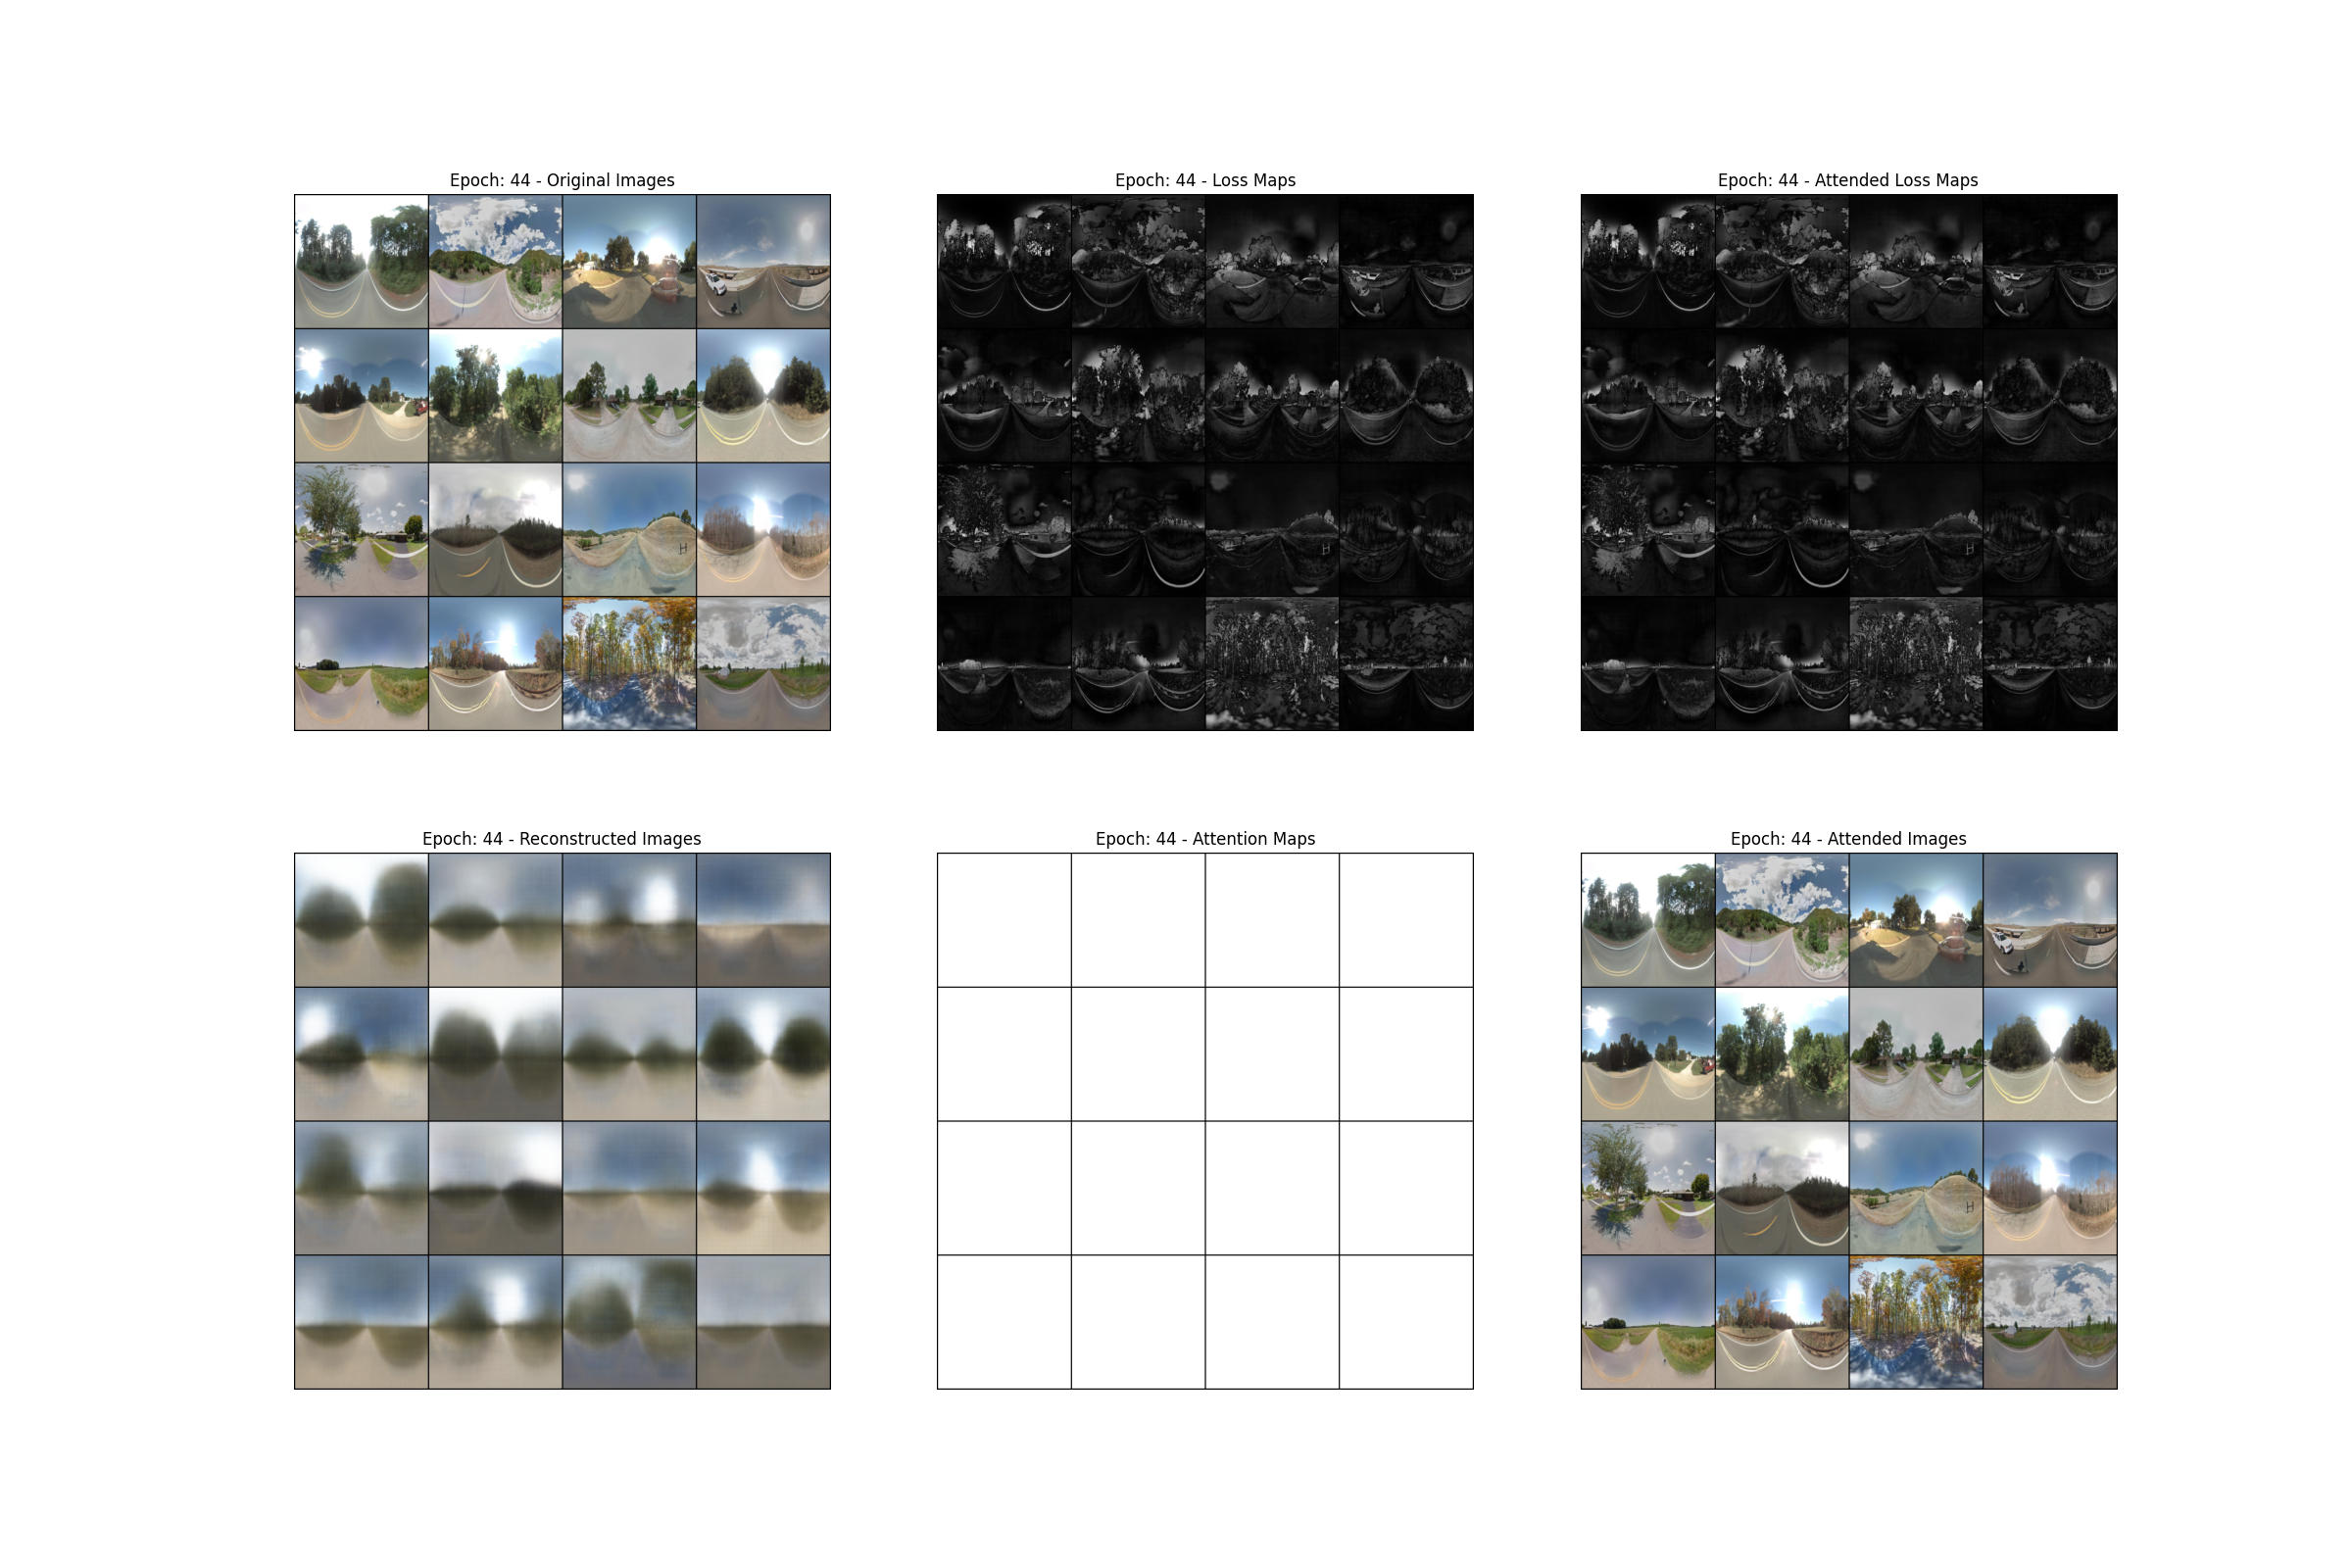 Epoch: 44 - Original Images
Epoch: 44 - Loss Maps
Epoch: 44 - Attended Loss Maps
Epoch: 44 - Reconstructed Images
Epoch: 44 - Attention Maps
Epoch: 44 - Attended Images